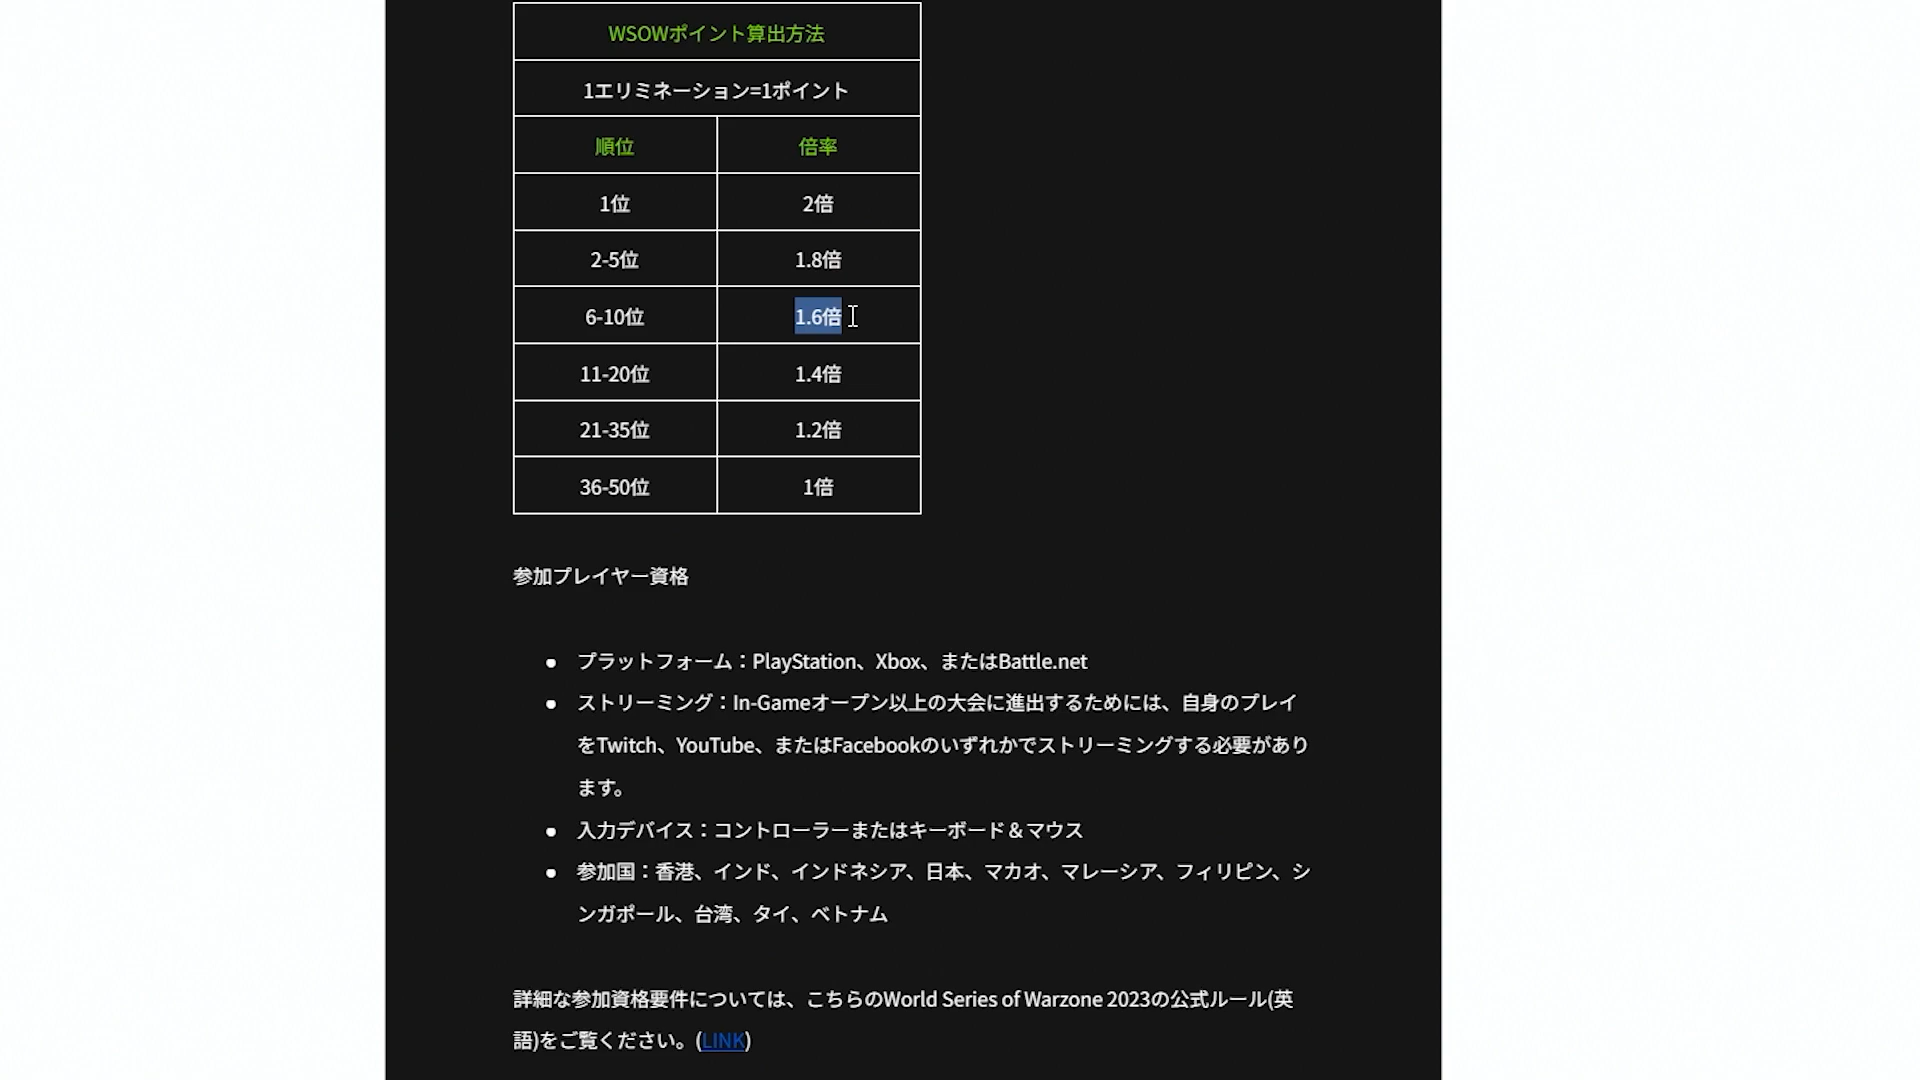 WSOWポイント算出方法
1エリミネーション=1ポイント
順位 倍率
1位 2倍
2-5位 1.8倍
6-10位 1.6倍
11-20位 1.4倍
21-35位 1.2倍
36-50位 1倍
参加プレイヤー資格
● プラットフォーム：PlayStation、Xbox、またはBattle.net
● ストリーミング：In-Gameオープン以上の大会に進出するためには、自身のプレイ
をTwitch、YouTube、またはFacebookのいずれかでストリーミングする必要があり
ます。
● 入力デバイス：コントローラーまたはキーボード＆マウス
● 参加国：香港、インド、インドネシア、日本、マカオ、マレーシア、フィリピン、シ
ンガポール、台湾、タイ、ベトナム
詳細な参加資格要件については、こちらのWorld Series of Warzone 2023の公式ルール(英
語)をご覧ください。(LINK)